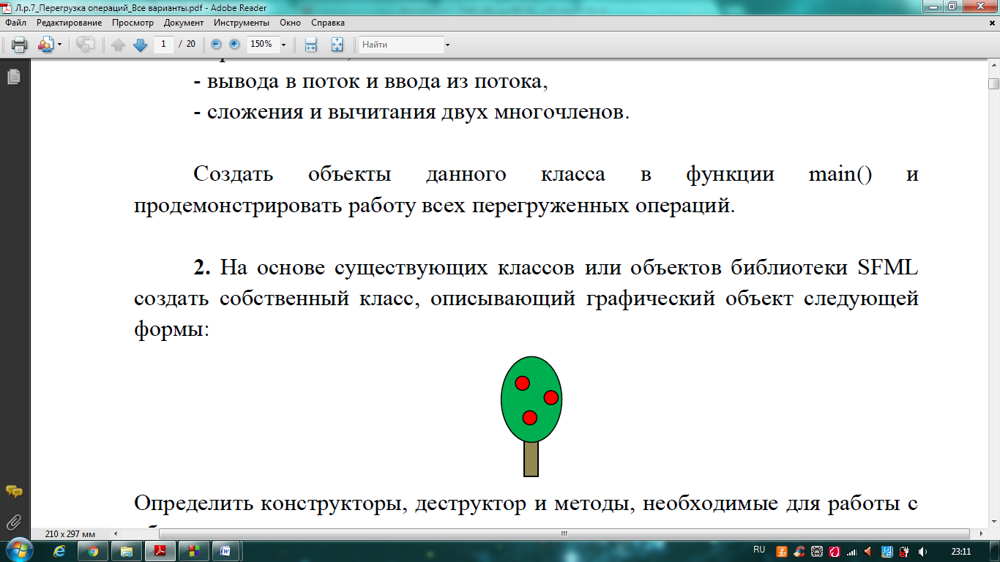 Л.р.7_Перегрузка операций_Все варианты.pdf - Adobe Reader
Файл Редактирование Просмотр Документ Инструменты Окно Справка
1 / 20 150% Найти
- вывода в поток и ввода из потока,
- сложения и вычитания двух многочленов.
Создать объекты данного класса в функции main() и
продемонстрировать работу всех перегруженных операций.
2. На основе существующих классов или объектов библиотеки SFML
создать собственный класс, описывающий графический объект следующей
формы:
Определить конструкторы, деструктор и методы, необходимые для работы с
210 x 297 мм
RU 23:11